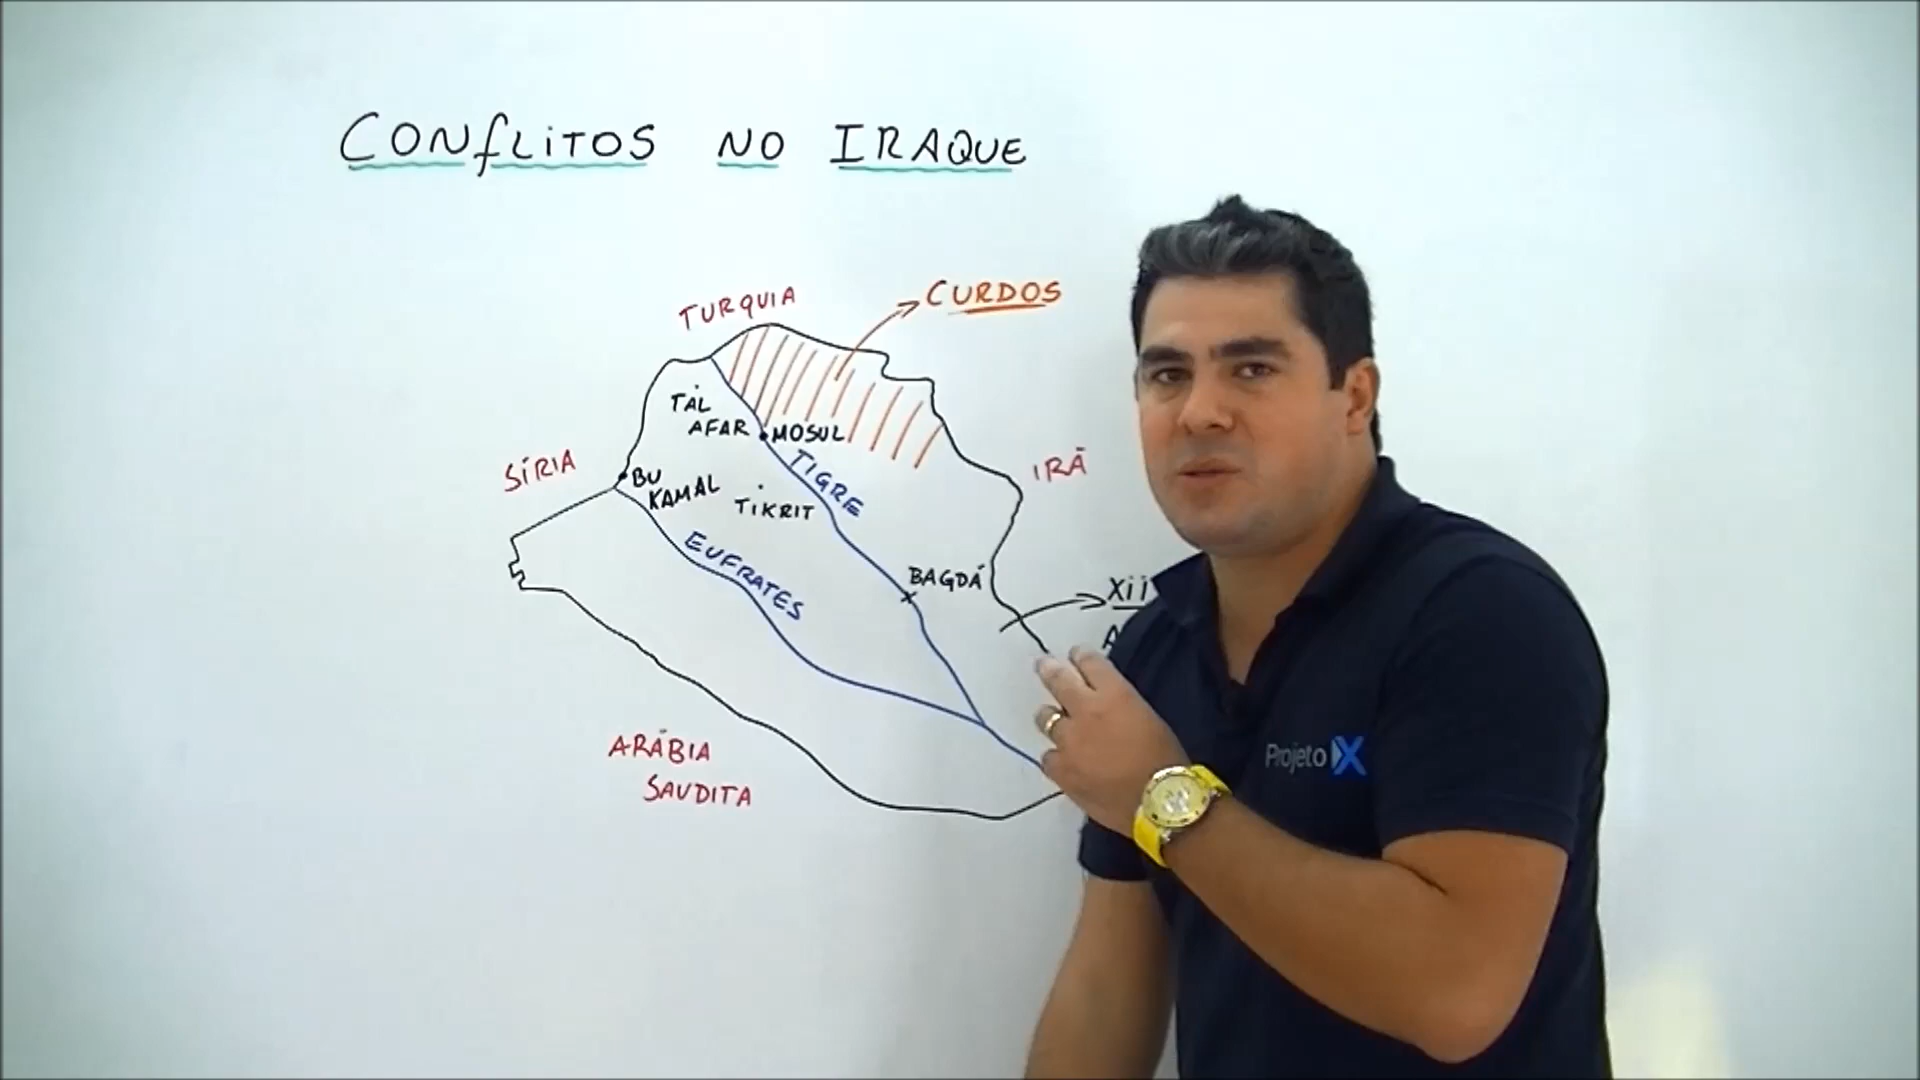 CONFLITOS NO IRAQUE
TURQUIA
CURDOS
TAL
AFAR
MOSUL
SÍRIA
IRÃ
BU
KAMAL
TIKRIT
TIGRE
EUFRATES
BAGDÁ
ARÁBIA
SAUDITA
Projeto X